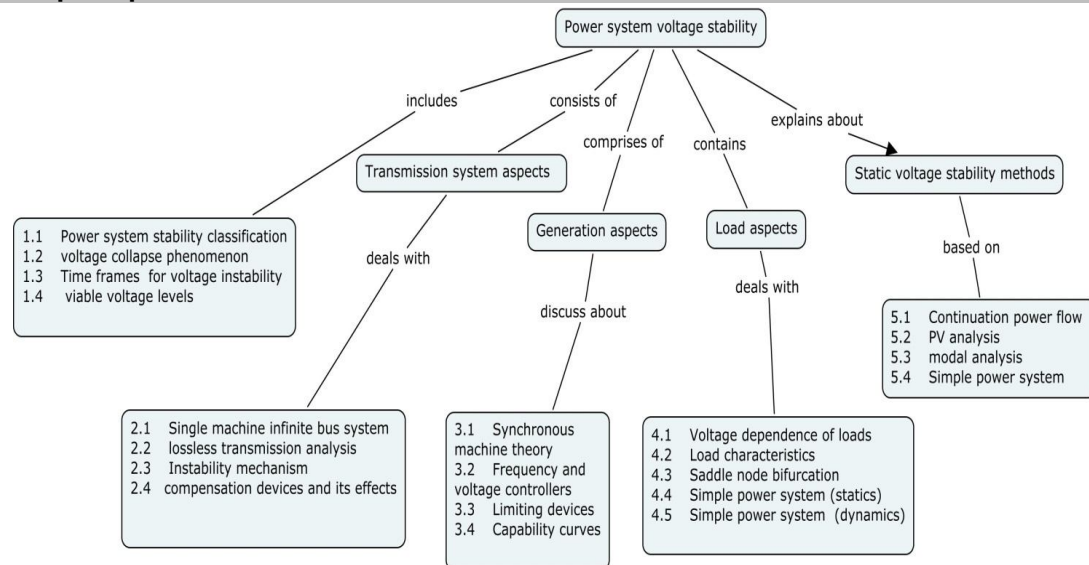 Power system voltage stability
includes
consists of
comprises of
contains
explains about
Transmission system aspects
Generation aspects
Load aspects
Static voltage stability methods
1.1 Power system stability classification
1.2 voltage collapse phenomenon
1.3 Time frames for voltage instability
1.4 viable voltage levels
deals with
discuss about
deals with
based on
2.1 Single machine infinite bus system
2.2 lossless transmission analysis
2.3 Instability mechanism
2.4 compensation devices and its effects
3.1 Synchronous
machine theory
3.2 Frequency and
voltage controllers
3.3 Limiting devices
3.4 Capability curves
4.1 Voltage dependence of loads
4.2 Load characteristics
4.3 Saddle node bifurcation
4.4 Simple power system (statics)
4.5 Simple power system (dynamics)
5.1 Continuation power flow
5.2 PV analysis
5.3 modal analysis
5.4 Simple power system